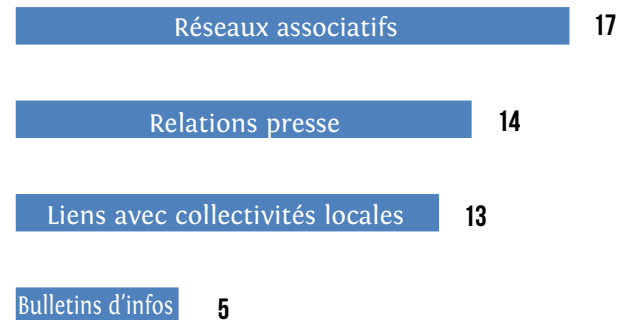 Réseaux associatifs 17
Relations presse 14
Liens avec collectivités locales 13
Bulletins d'infos 5